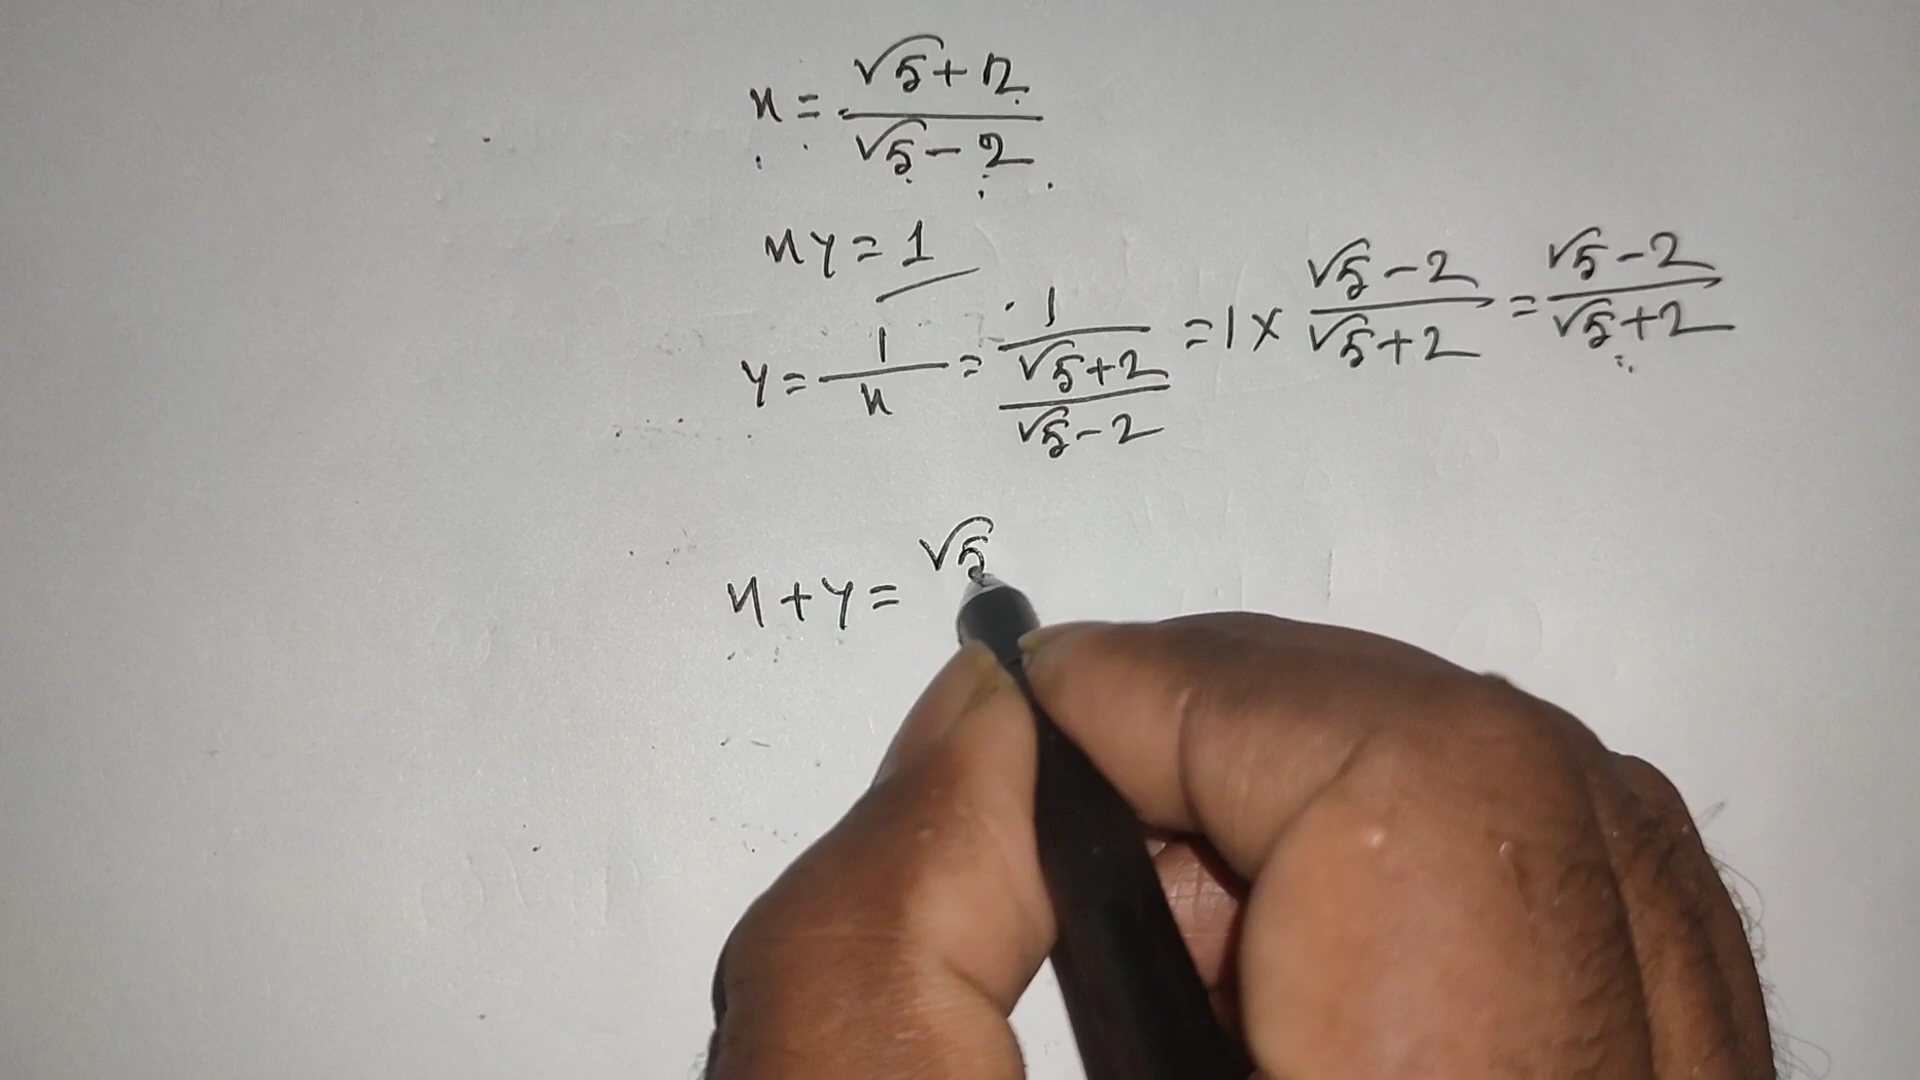 x = (√5 + 2)/(√5 - 2)
xy = 1
y = 1/x = 1/((√5+2)/(√5-2)) = 1 × (√5-2)/(√5+2) = (√5-2)/(√5+2)
x + y = √5